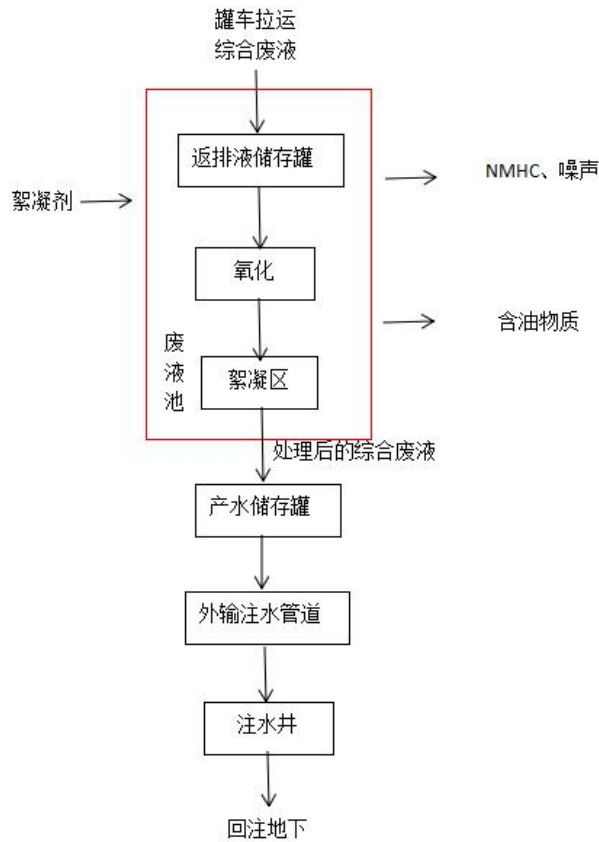 罐车拉运
综合废液
返排液储存罐
NMHC、噪声
絮凝剂
氧化
含油物质
废
液
池
絮凝区
处理后的综合废液
产水储存罐
外输注水管道
注水井
回注地下